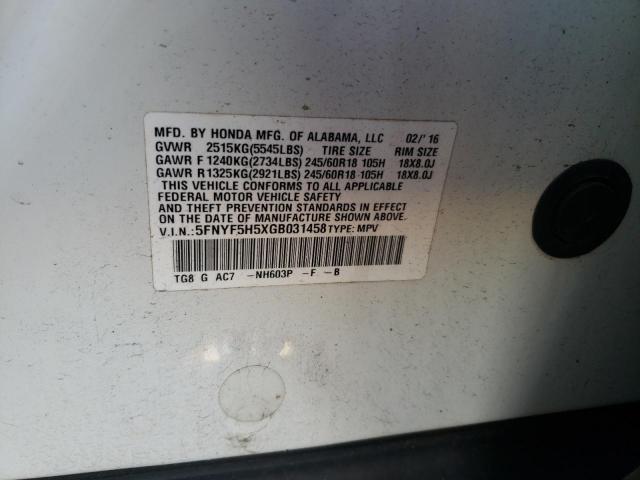 MFD. BY HONDA MFG. OF ALABAMA, LLC 02/'16
GVWR 2515KG(5545LBS) TIRE SIZE RIM SIZE
GAWR F 1240KG(2734LBS) 245/60R18 105H 18X8.0J
GAWR R1325KG(2921LBS) 245/60R18 105H 18X8.0J
THIS VEHICLE CONFORMS TO ALL APPLICABLE
FEDERAL MOTOR VEHICLE SAFETY
AND THEFT PREVENTION STANDARDS IN EFFECT
ON THE DATE OF MANUFACTURE SHOWN ABOVE.
V.I.N.: 5FNYF5H5XGB031458 TYPE: MPV
TG8 G AC7 -NH603P -F -B